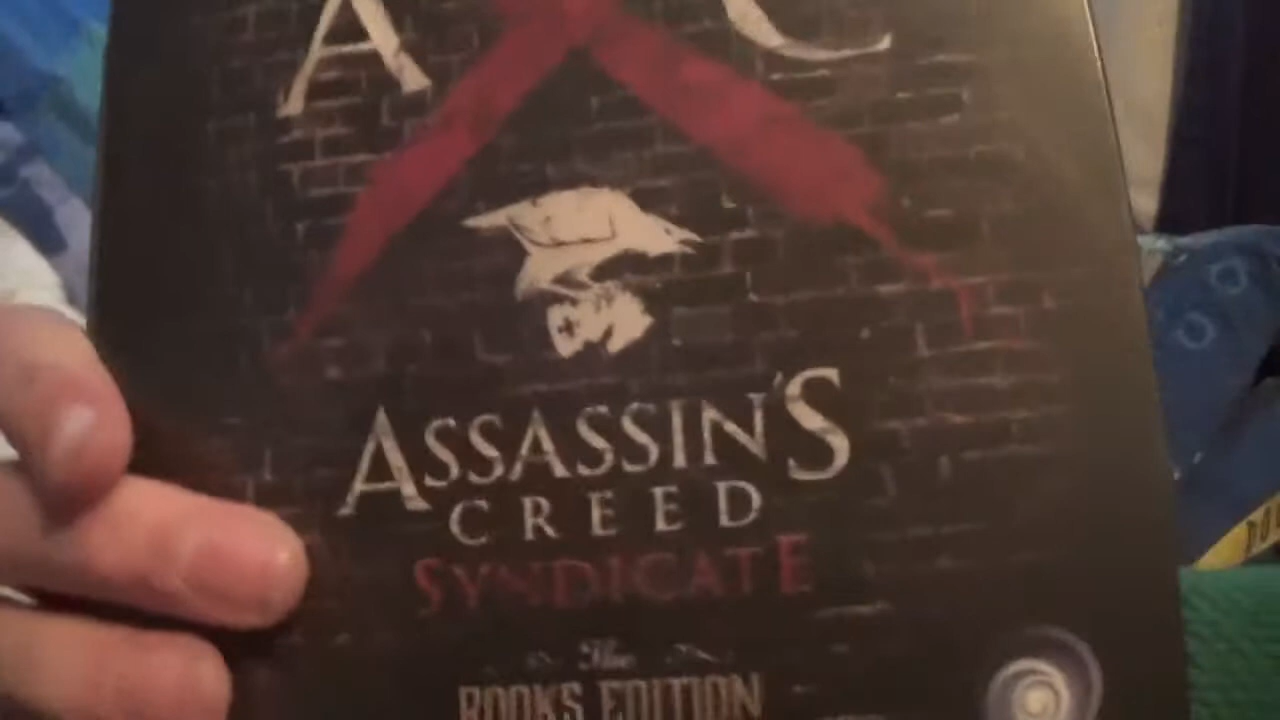 A C
ASSASSIN'S
CREED
SYNDICATE
The
ROOKS EDITION